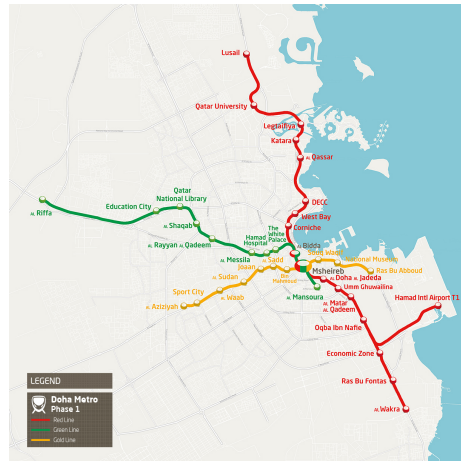 Lusail
Qatar University
Legtaifiya
Katara
AL Qassar
DECC
West Bay
Corniche
AL Bidda
Qatar
National Library
Education City
AL Riffa
AL Shaqab
AL Rayyan AL Qadeem
The
White
Palace
Hamad
Hospital
AL Messila
AL Sadd
Joaan
AL Sudan
Bin
Mahmoud
AL Waab
Sport City
AL Aziziyah
Souq Waqif
National Museum
Ras Bu Abboud
Msheireb
AL Mansoura
AL Doha AL Jadeda
Umm Ghuwailina
AL Matar
AL Qadeem
Hamad Intl Airport T1
Oqba Ibn Nafie
Economic Zone
Ras Bu Fontas
AL Wakra
LEGEND
Doha Metro
Phase 1
Red Line
Green Line
Gold Line